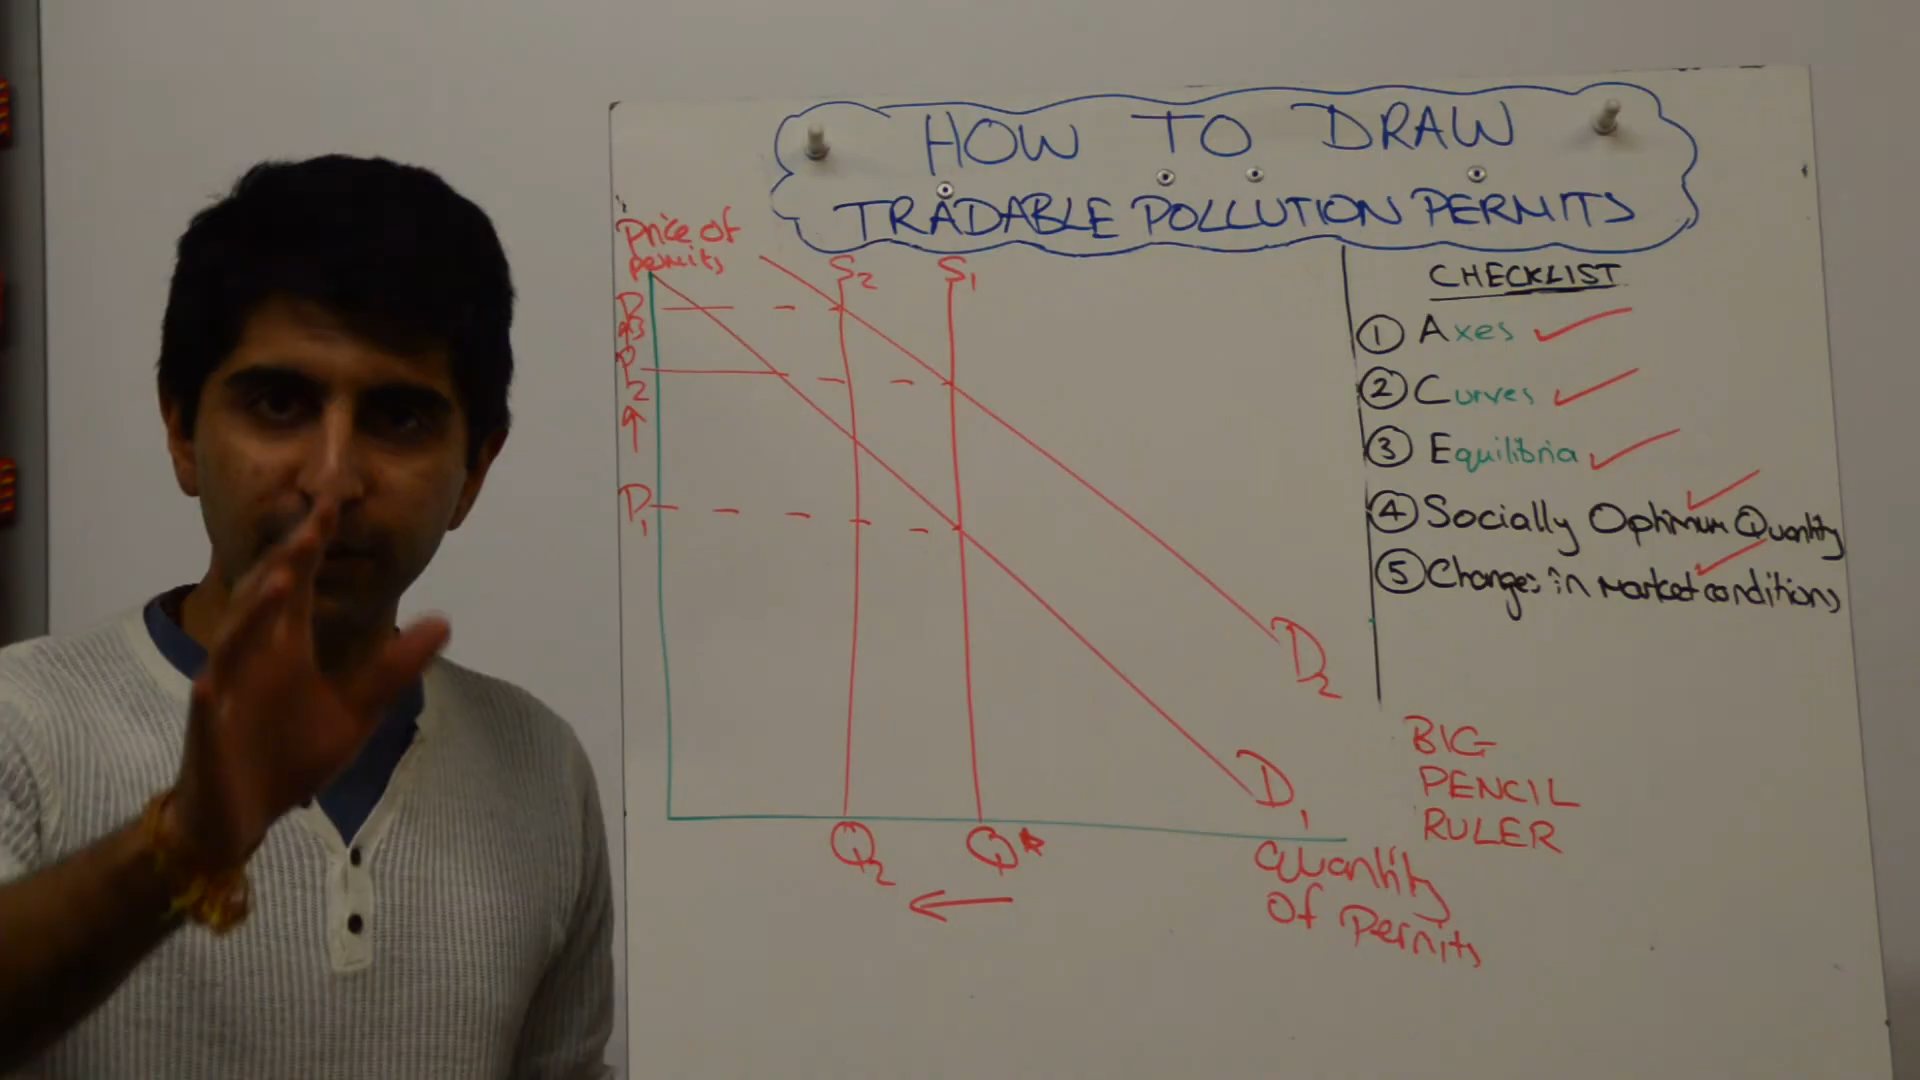 HOW TO DRAW
TRADABLE POLLUTION PERMITS
Price of
permits
S2
S1
P3
P2
P1
D2
D1
Q2
Q*
Quantity
Of Permits
CHECKLIST
① Axes
② Curves
③ Equilibria
④ Socially Optimum Quantity
⑤ Changes in market conditions
BIG
PENCIL
RULER